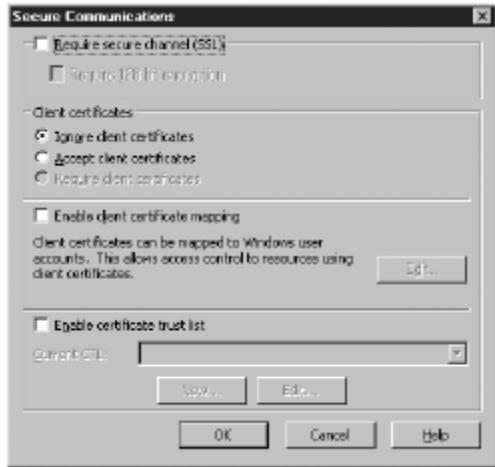 Secure Communications
Require secure channel (SSL)
Require 128-bit encryption
Client certificates
Ignore client certificates
Accept client certificates
Require client certificates
Enable client certificate mapping
Client certificates can be mapped to Windows user
accounts. This allows access control to resources using
client certificates.
Edit...
Enable certificate trust list
Current CTL:
New...
Edit...
OK
Cancel
Help